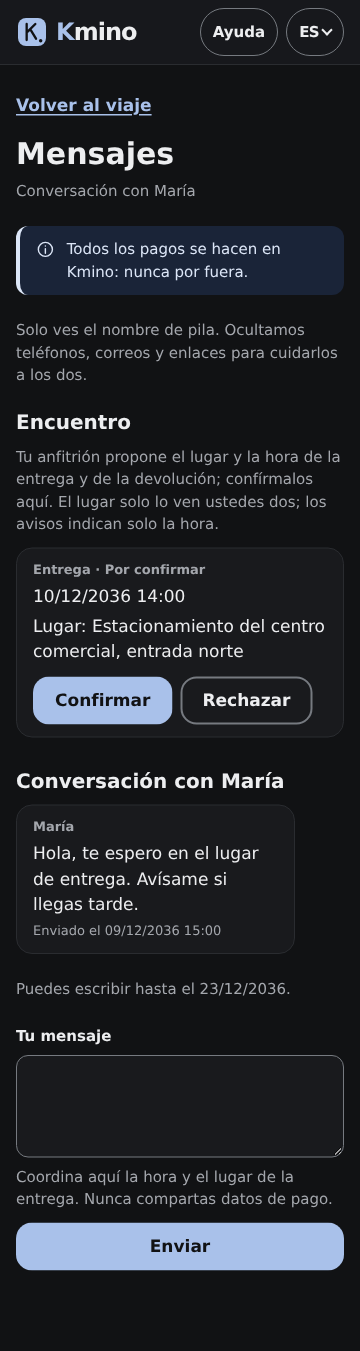 K. Kmino
Ayuda
ES
Volver al viaje
Mensajes
Conversación con María
Todos los pagos se hacen en
Kmino: nunca por fuera.
Solo ves el nombre de pila. Ocultamos
teléfonos, correos y enlaces para cuidarlos
a los dos.
Encuentro
Tu anfitrión propone el lugar y la hora de la
entrega y de la devolución; confírmalos
aquí. El lugar solo lo ven ustedes dos; los
avisos indican solo la hora.
Entrega · Por confirmar
10/12/2036 14:00
Lugar: Estacionamiento del centro
comercial, entrada norte
Confirmar
Rechazar
Conversación con María
María
Hola, te espero en el lugar
de entrega. Avísame si
llegas tarde.
Enviado el 09/12/2036 15:00
Puedes escribir hasta el 23/12/2036.
Tu mensaje
Coordina aquí la hora y el lugar de la
entrega. Nunca compartas datos de pago.
Enviar